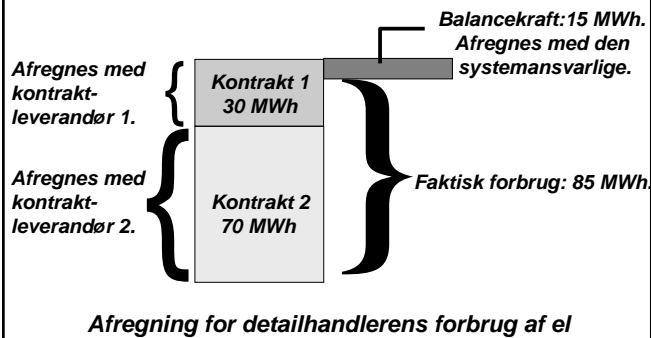 Balancekraft:15 MWh.
Afregnes med den
systemansvarlige.
Afregnes med
kontrakt-
leverandør 1.
Kontrakt 1
30 MWh
Afregnes med
kontrakt-
leverandør 2.
Kontrakt 2
70 MWh
Faktisk forbrug: 85 MWh.
Afregning for detailhandlerens forbrug af el